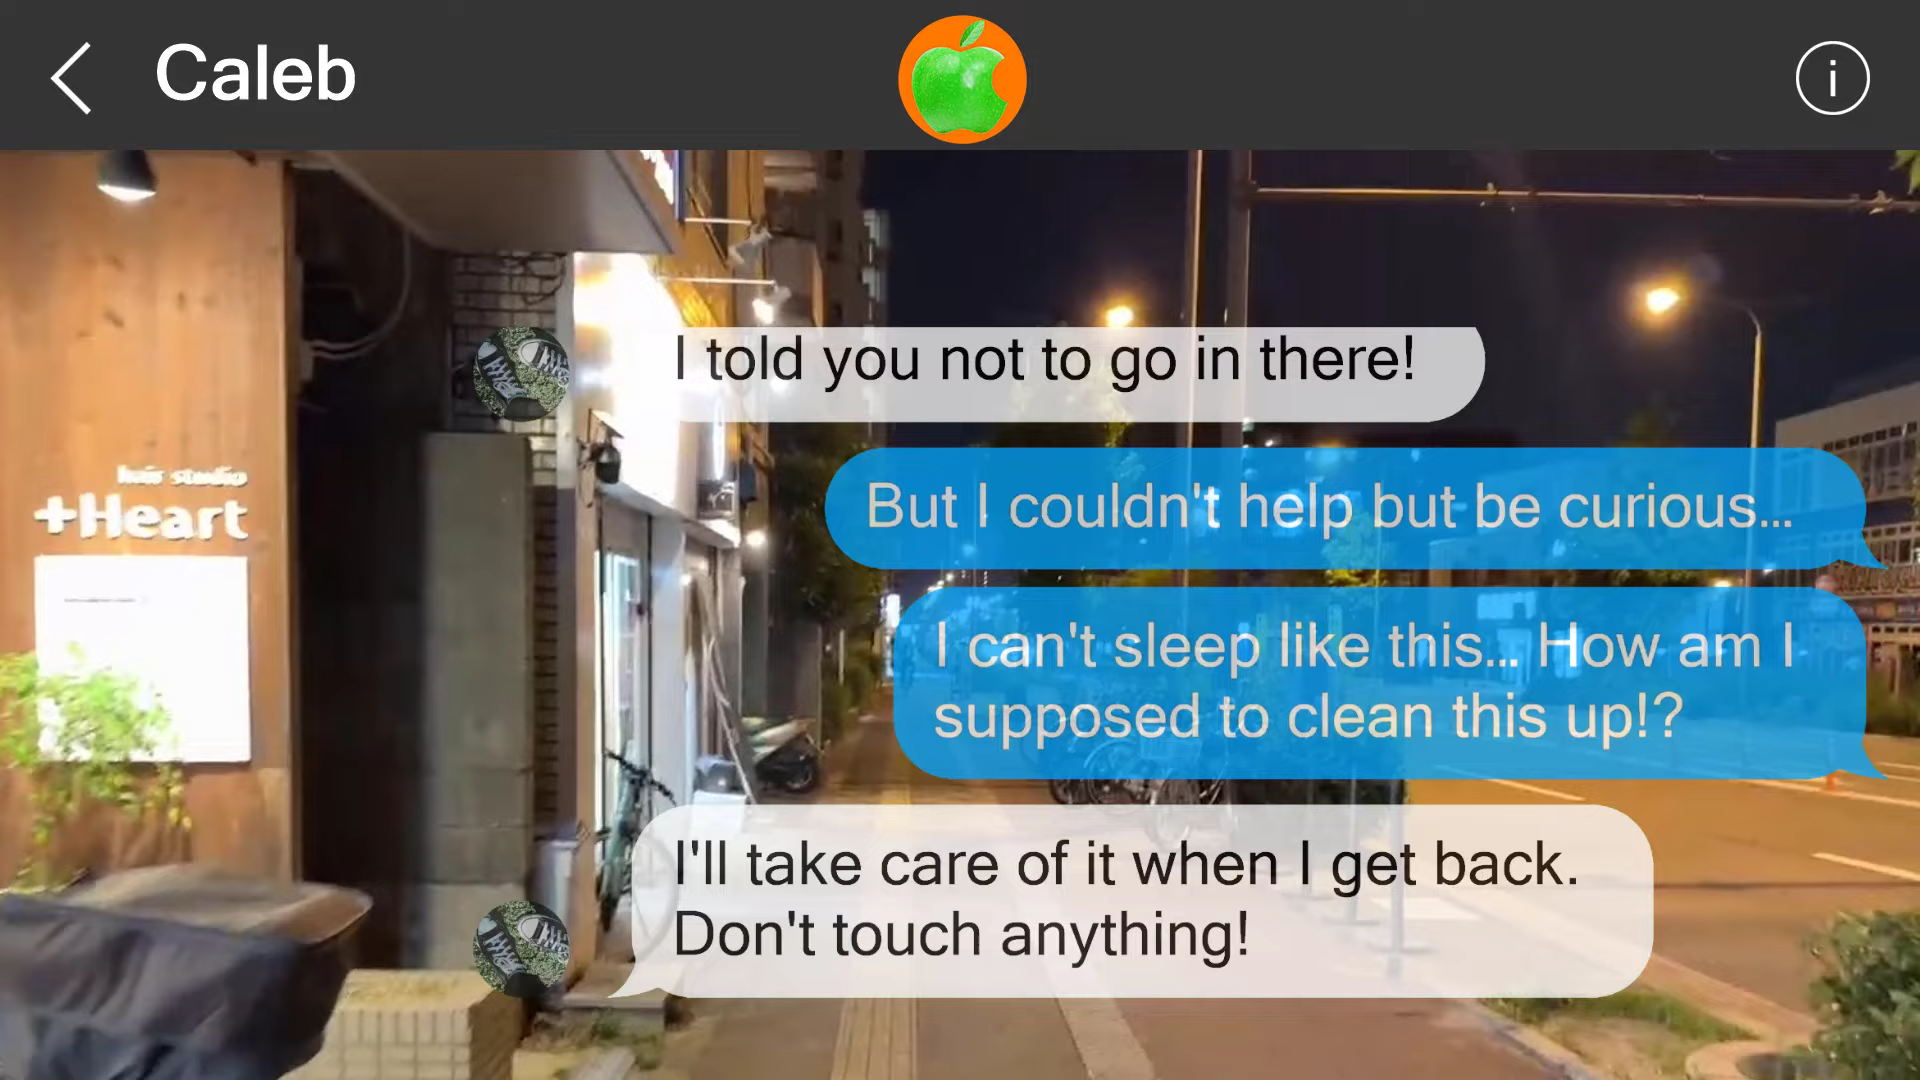 Caleb
I told you not to go in there!
But I couldn't help but be curious...
I can't sleep like this... How am I
supposed to clean this up!?
I'll take care of it when I get back.
Don't touch anything!
hair studio
+Heart